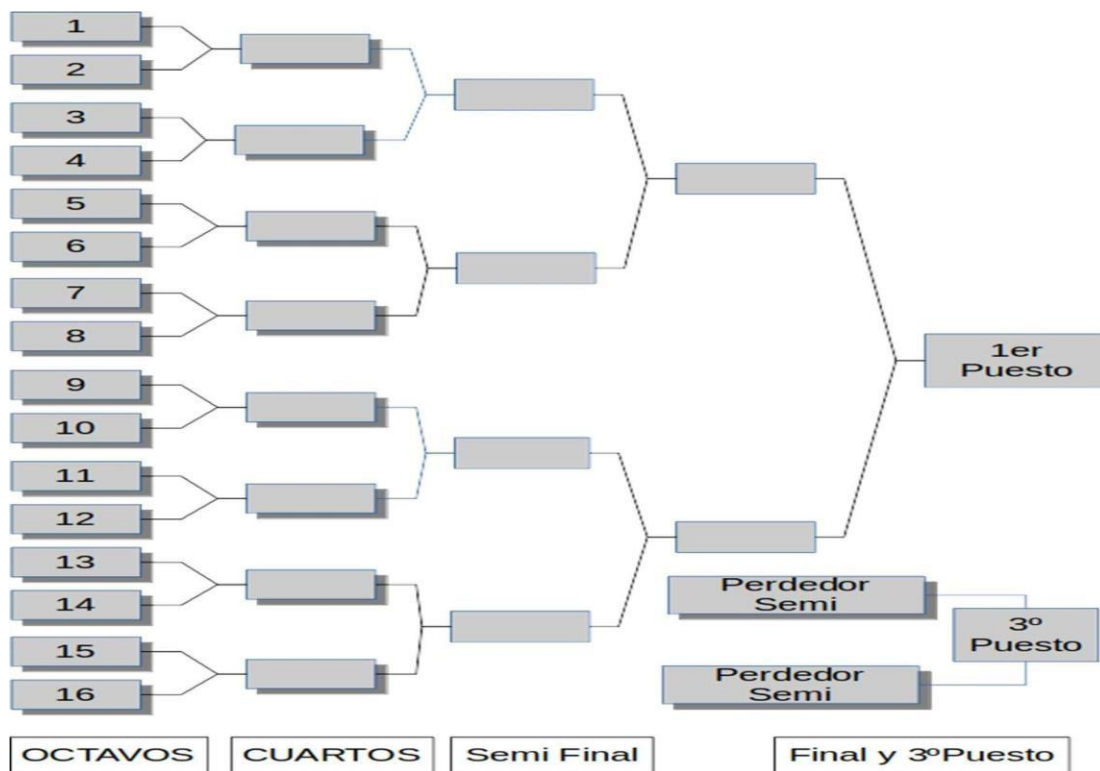 1
2
3
4
5
6
7
8
9
10
11
12
13
14
15
16
1er
Puesto
Perdedor
Semi
3º
Puesto
Perdedor
Semi
OCTAVOS
CUARTOS
Semi Final
Final y 3ºPuesto